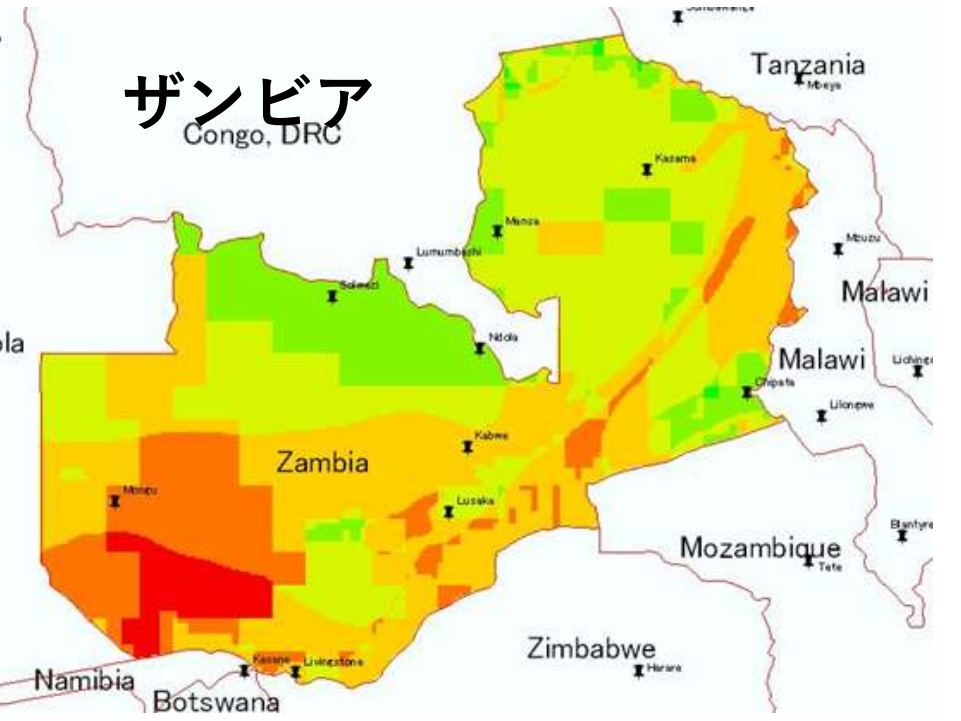 Tanzania
Mbeya
ザンビア
Congo, DRC
Kasama
Mansa
Mzuzu
Lumumbashi
Solwezi
Malawi
Ndola
Malawi
Chipata
Lilongwe
Kabwe
Zambia
Mongu
Lusaka
Blantyre
Mozambique
Tete
Zimbabwe
Harare
Kasane
Livingstone
Namibia
Botswana